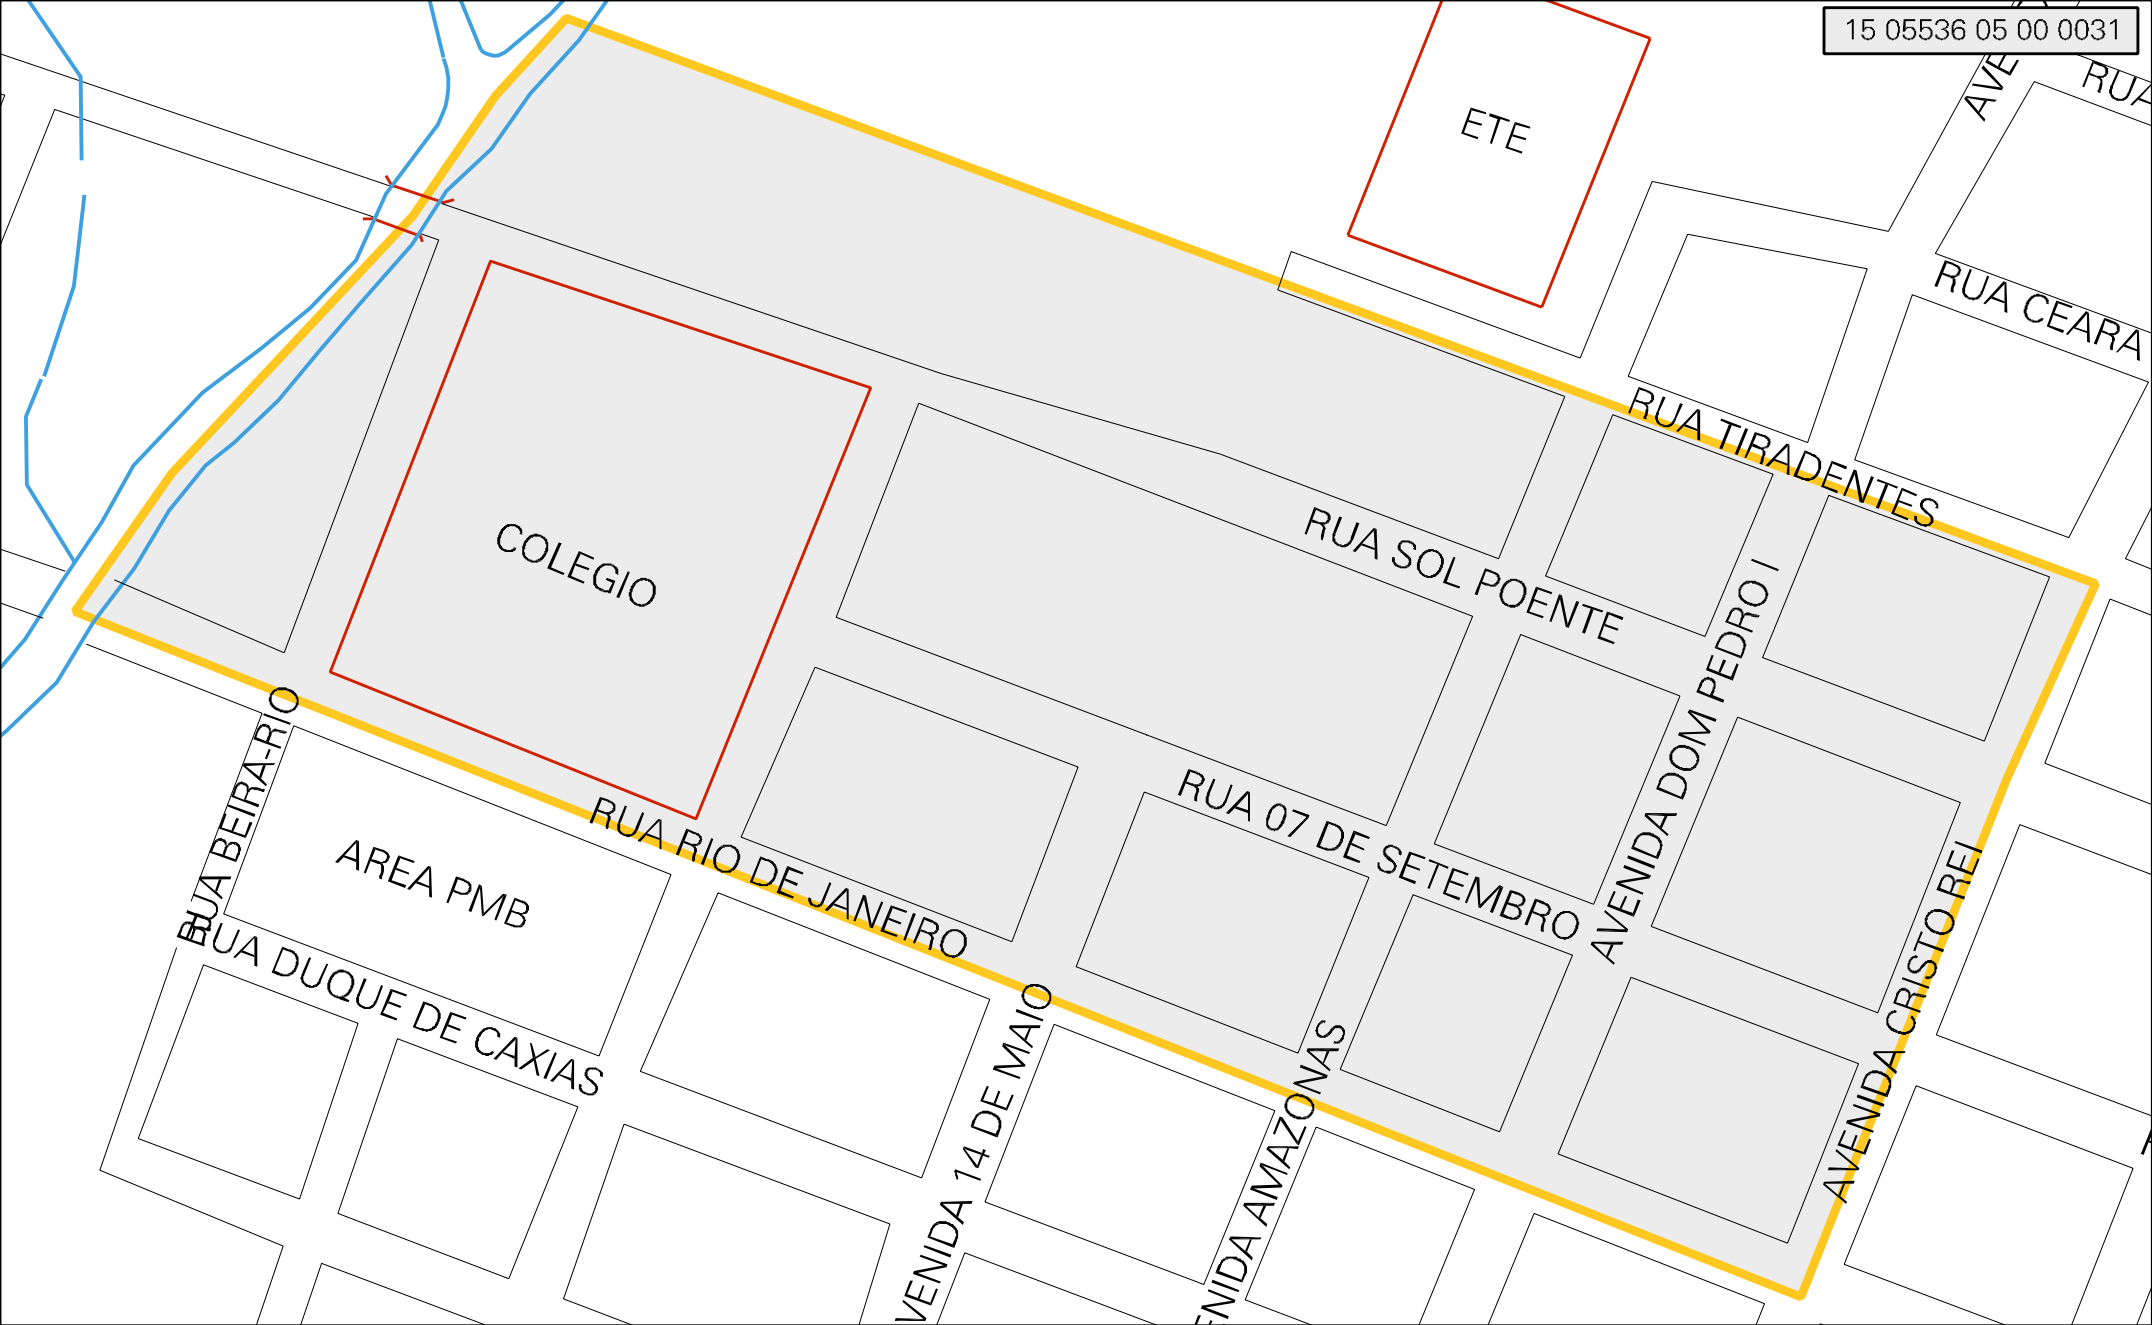 15 05536 05 00 0031
AVE
RUA
ETE
RUA CEARA
RUA TIRADENTES
RUA SOL POENTE
COLEGIO
AVENIDA DOM PEDRO I
RUA BEIRA-RIO
RUA 07 DE SETEMBRO
RUA RIO DE JANEIRO
AREA PMB
AVENIDA CRISTO REI
RUA DUQUE DE CAXIAS
VENIDA 14 DE MAIO
ENIDA AMAZONAS